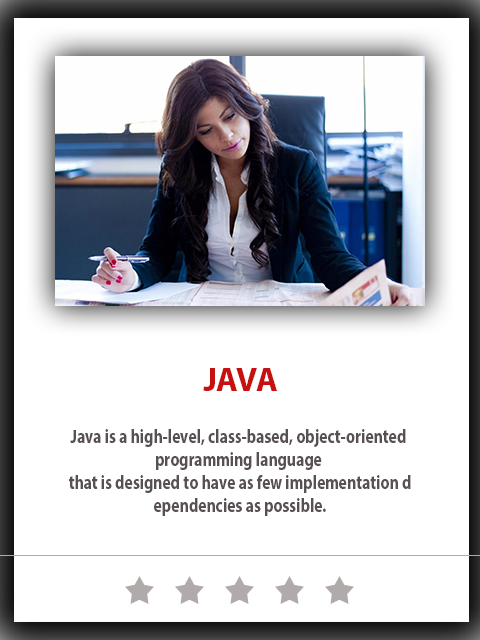 JAVA
Java is a high-level, class-based, object-oriented
programming language
that is designed to have as few implementation d
ependencies as possible.